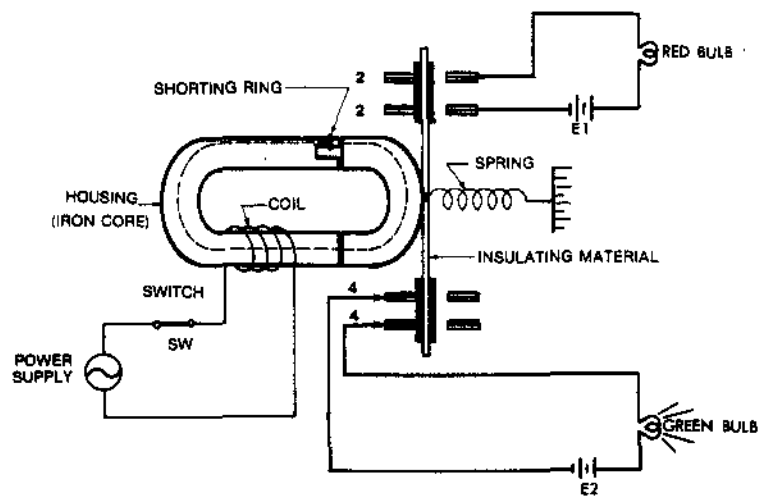 RED BULB
2
SHORTING RING
2
E1
SPRING
HOUSING
(IRON CORE)
COIL
INSULATING MATERIAL
SWITCH
4
4
SW
POWER
SUPPLY
GREEN BULB
E2